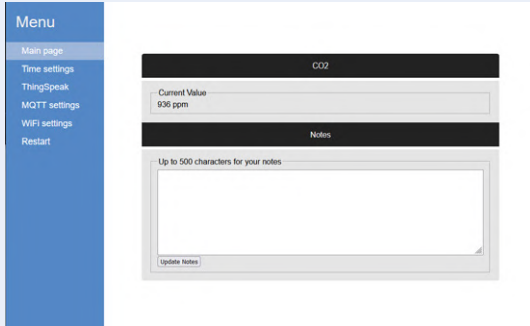 Menu
Main page
Time settings
ThingSpeak
MQTT settings
WiFi settings
Restart
CO2
Current Value
936 ppm
Notes
Up to 500 characters for your notes
Update Notes